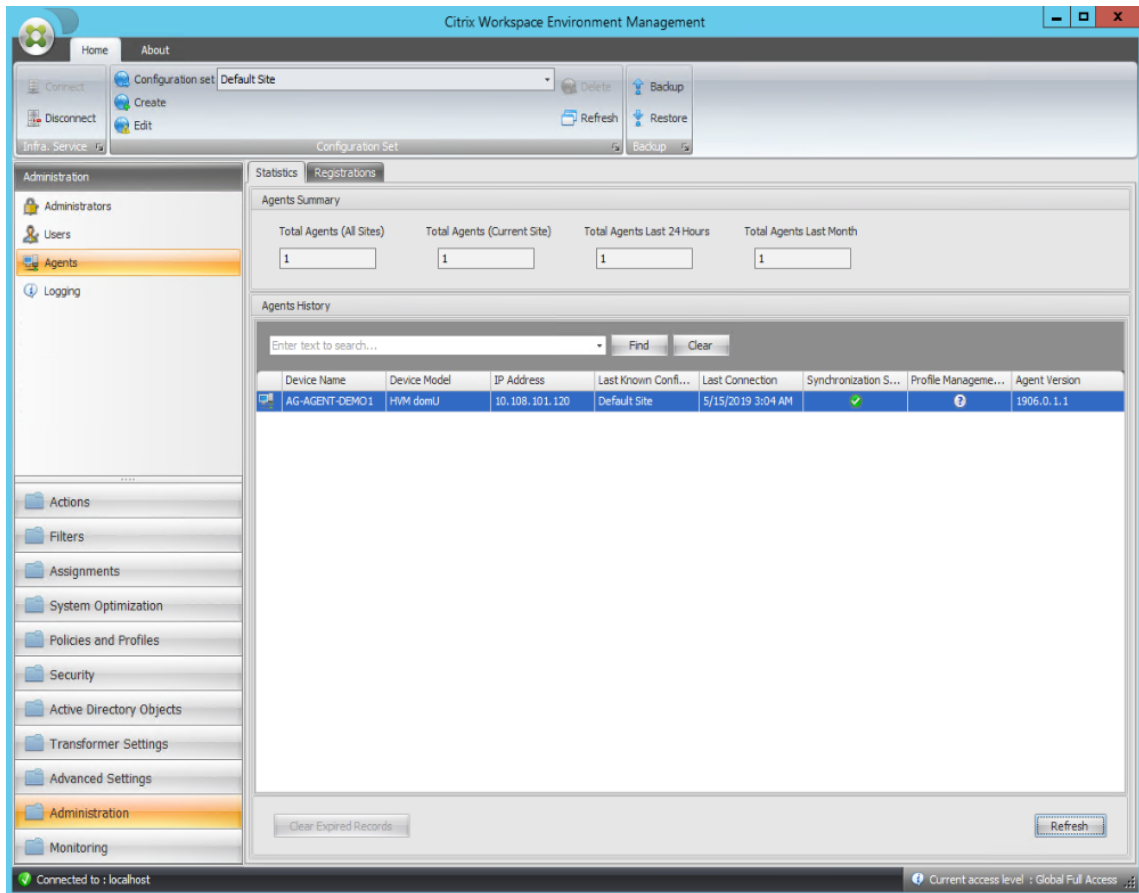 Citrix Workspace Environment Management
Home About
Connect
Configuration set Default Site
Delete
Backup
Create
Disconnect
Edit
Refresh
Restore
Infra. Service
Configuration Set
Backup
Administration
Administrators
Users
Agents
Logging
Actions
Filters
Assignments
System Optimization
Policies and Profiles
Security
Active Directory Objects
Transformer Settings
Advanced Settings
Administration
Monitoring
Statistics Registrations
Agents Summary
Total Agents (All Sites) Total Agents (Current Site) Total Agents Last 24 Hours Total Agents Last Month
1 1 1 1
Agents History
Enter text to search... Find Clear
Device Name Device Model IP Address Last Known Confi... Last Connection Synchronization S... Profile Manageme... Agent Version
AG-AGENT-DEMO1 HVM domU 10.108.101.120 Default Site 5/15/2019 3:04 AM 1906.0.1.1
Clear Expired Records Refresh
Connected to : localhost Current access level : Global Full Access